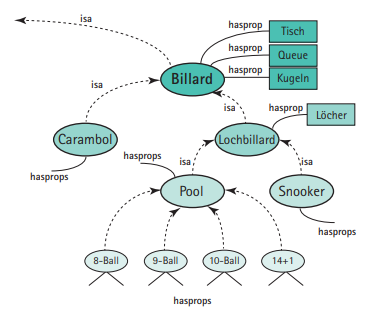 isa
hasprop
Tisch
hasprop
Queue
Billard
hasprop
Kugeln
isa
isa
hasprop
Löcher
Carambol
Lochbillard
hasprops
isa
isa
hasprops
Pool
Snooker
hasprops
8-Ball
9-Ball
10-Ball
14+1
hasprops